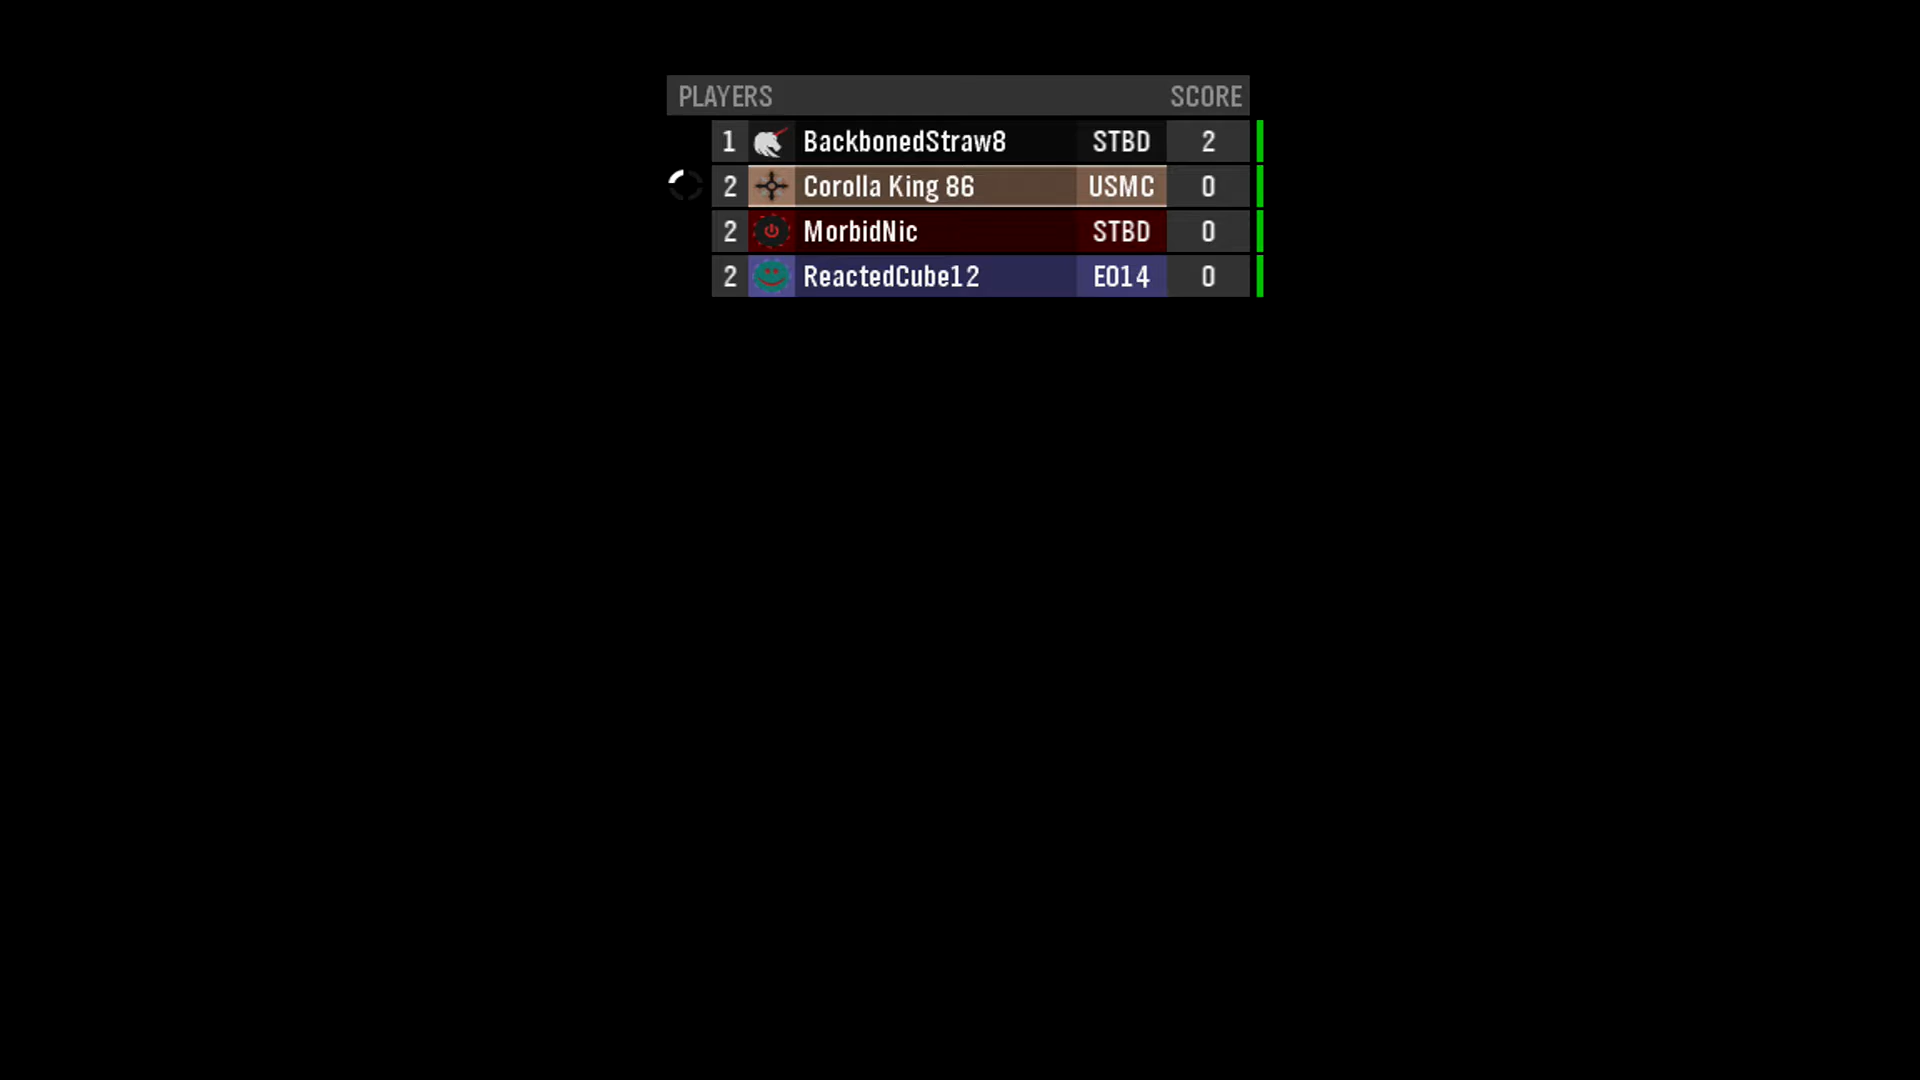 PLAYERS SCORE
1 BackbonedStraw8 STBD 2
2 Corolla King 86 USMC 0
2 MorbidNic STBD 0
2 ReactedCube12 EO14 0